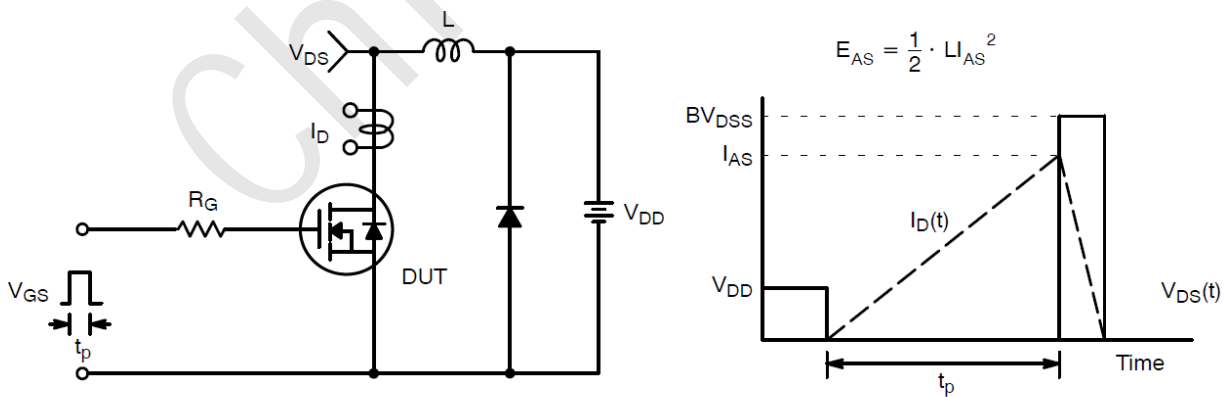 Ch
L
V_DS
I_D
R_G
V_DD
DUT
V_GS
t_p
E_AS = 1/2 · LI_AS^2
BV_DSS
I_AS
I_D(t)
V_DD
V_DS(t)
t_p
Time